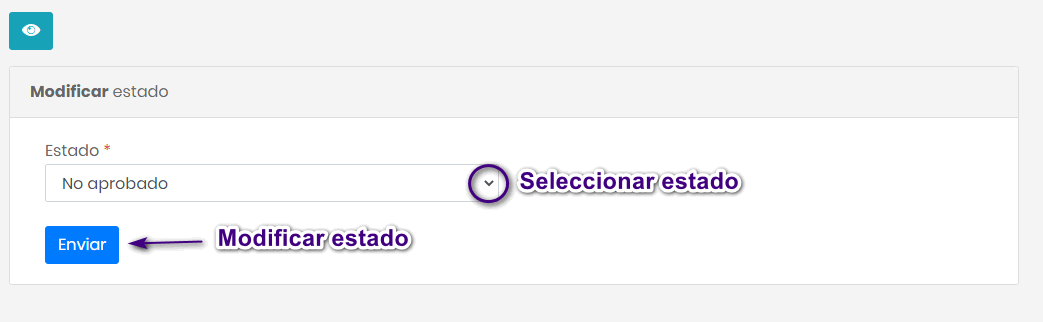 Modificar estado
Estado *
No aprobado
Seleccionar estado
Enviar
Modificar estado